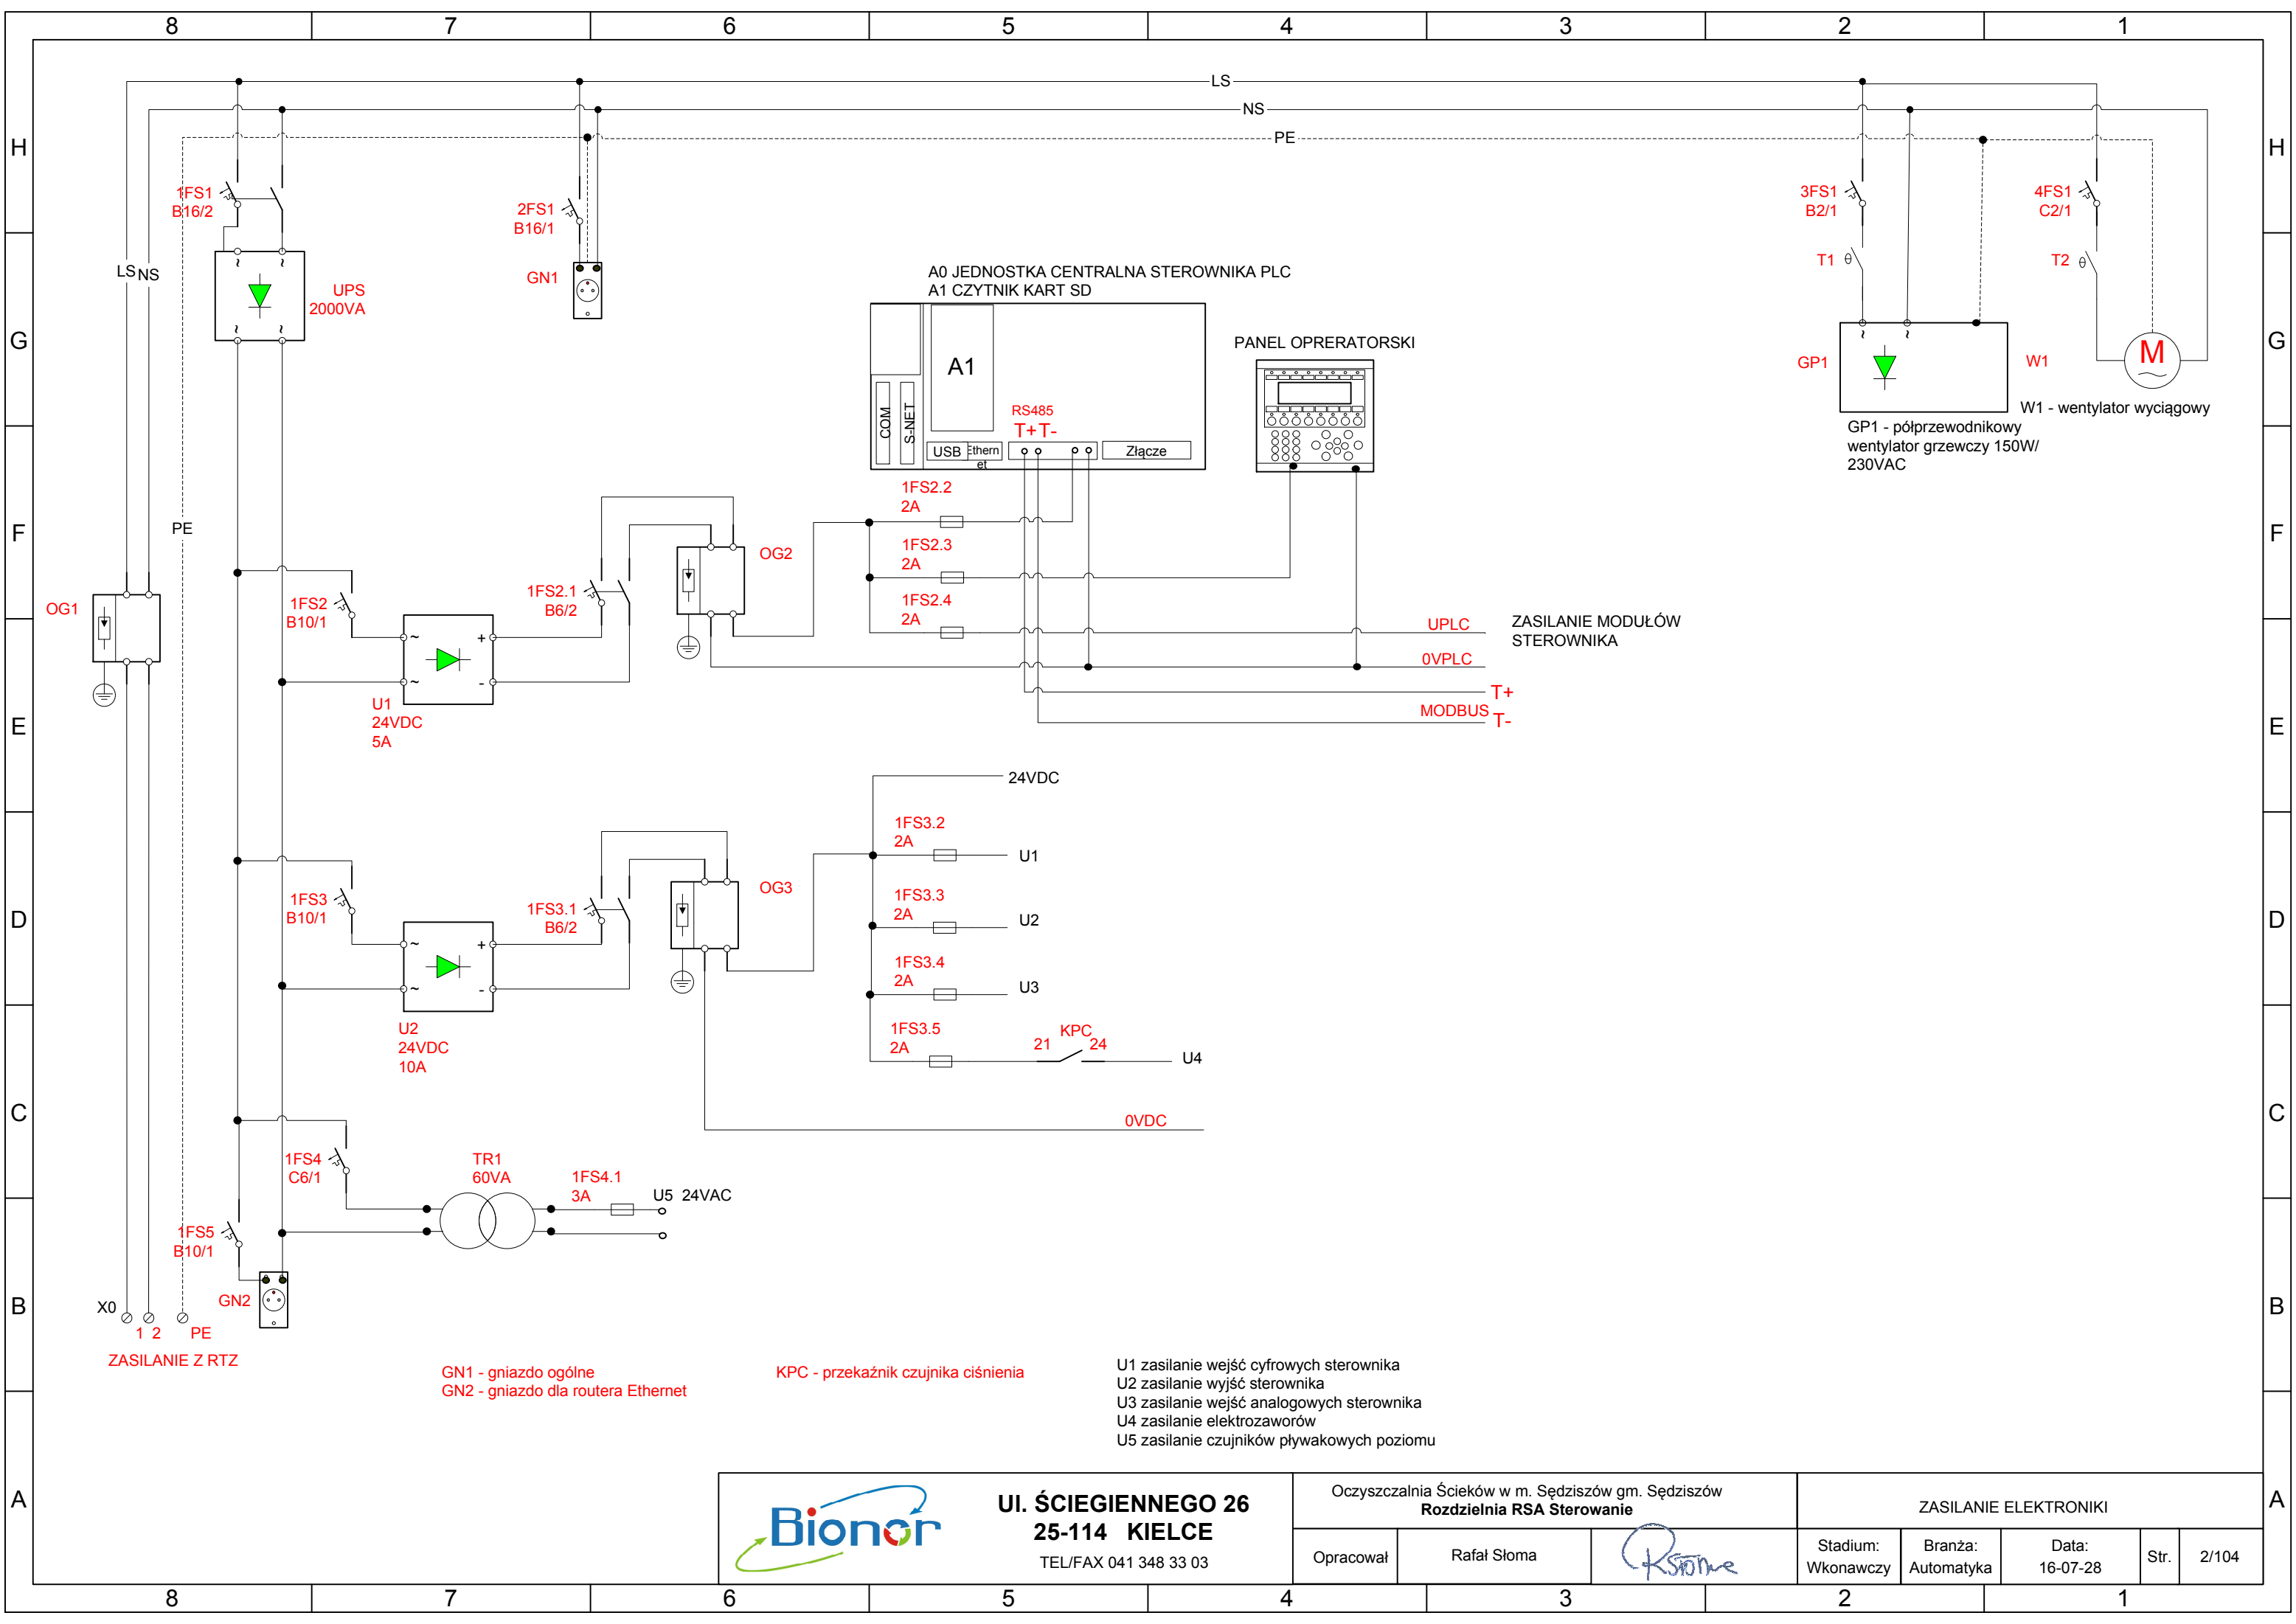 8 7 6 5 4 3 2 1
H
G
F
E
D
C
B
A
LS
NS
PE
1FS1
B16/2
2FS1
B16/1
3FS1
B2/1
4FS1
C2/1
LS NS
UPS
2000VA
GN1
T1
T2
A0 JEDNOSTKA CENTRALNA STEROWNIKA PLC
A1 CZYTNIK KART SD
A1
COM
S-NET
RS485
T+ T-
USB
Ethern
et
Złącze
PANEL OPRERATORSKI
GP1
W1
M
W1 - wentylator wyciągowy
GP1 - półprzewodnikowy
wentylator grzewczy 150W/
230VAC
PE
OG1
1FS2
B10/1
U1
24VDC
5A
1FS2.1
B6/2
OG2
1FS2.2
2A
1FS2.3
2A
1FS2.4
2A
UPLC
0VPLC
ZASILANIE MODUŁÓW
STEROWNIKA
T+
MODBUS
T-
24VDC
1FS3
B10/1
U2
24VDC
10A
1FS3.1
B6/2
OG3
1FS3.2
2A
U1
1FS3.3
2A
U2
1FS3.4
2A
U3
1FS3.5
2A
21
KPC
24
U4
0VDC
1FS4
C6/1
TR1
60VA
1FS4.1
3A
U5 24VAC
1FS5
B10/1
GN2
X0
1 2 PE
ZASILANIE Z RTZ
GN1 - gniazdo ogólne
GN2 - gniazdo dla routera Ethernet
KPC - przekaźnik czujnika ciśnienia
U1 zasilanie wejść cyfrowych sterownika
U2 zasilanie wyjść sterownika
U3 zasilanie wejść analogowych sterownika
U4 zasilanie elektrozaworów
U5 zasilanie czujników pływakowych poziomu
Bionor
Ul. ŚCIEGIENNEGO 26
25-114 KIELCE
TEL/FAX 041 348 33 03
Oczyszczalnia Ścieków w m. Sędziszów gm. Sędziszów
Rozdzielnia RSA Sterowanie
Opracował
Rafał Słoma
ZASILANIE ELEKTRONIKI
Stadium:
Wkonawczy
Branża:
Automatyka
Data:
16-07-28
Str.
2/104
H
G
F
E
D
C
B
A
8 7 6 5 4 3 2 1